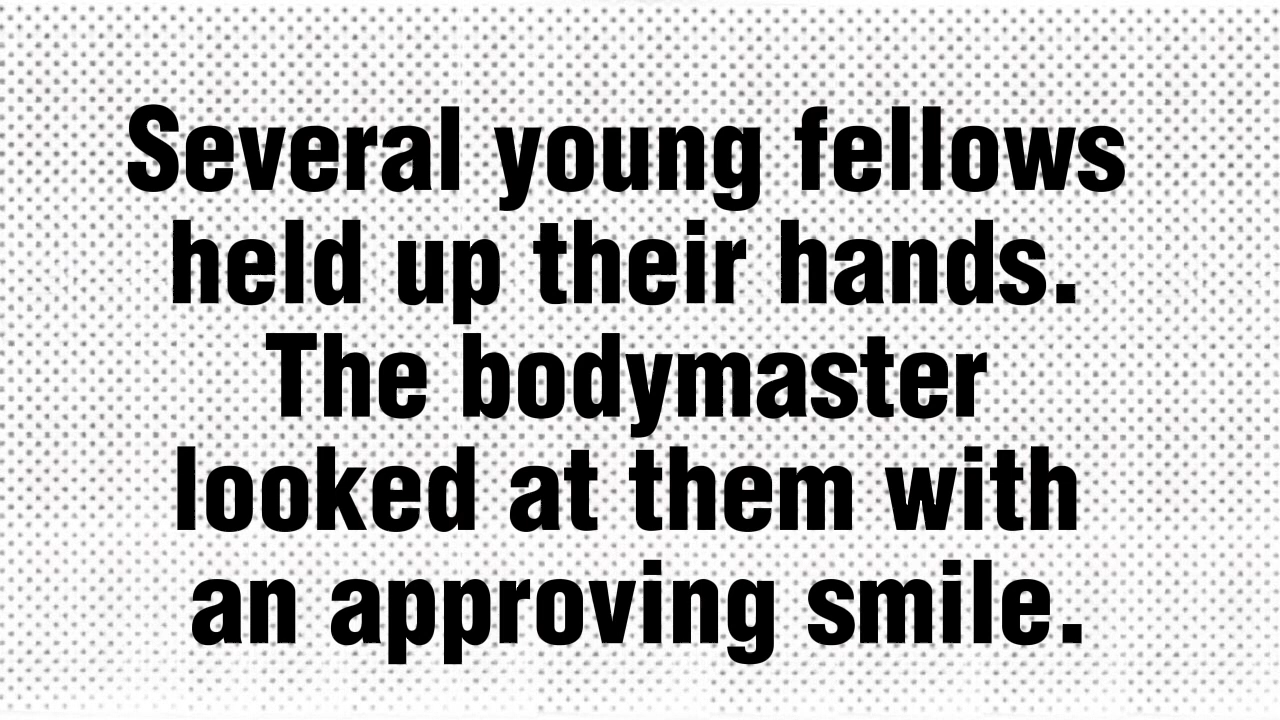 Several young fellows
held up their hands.
The bodymaster
looked at them with
an approving smile.